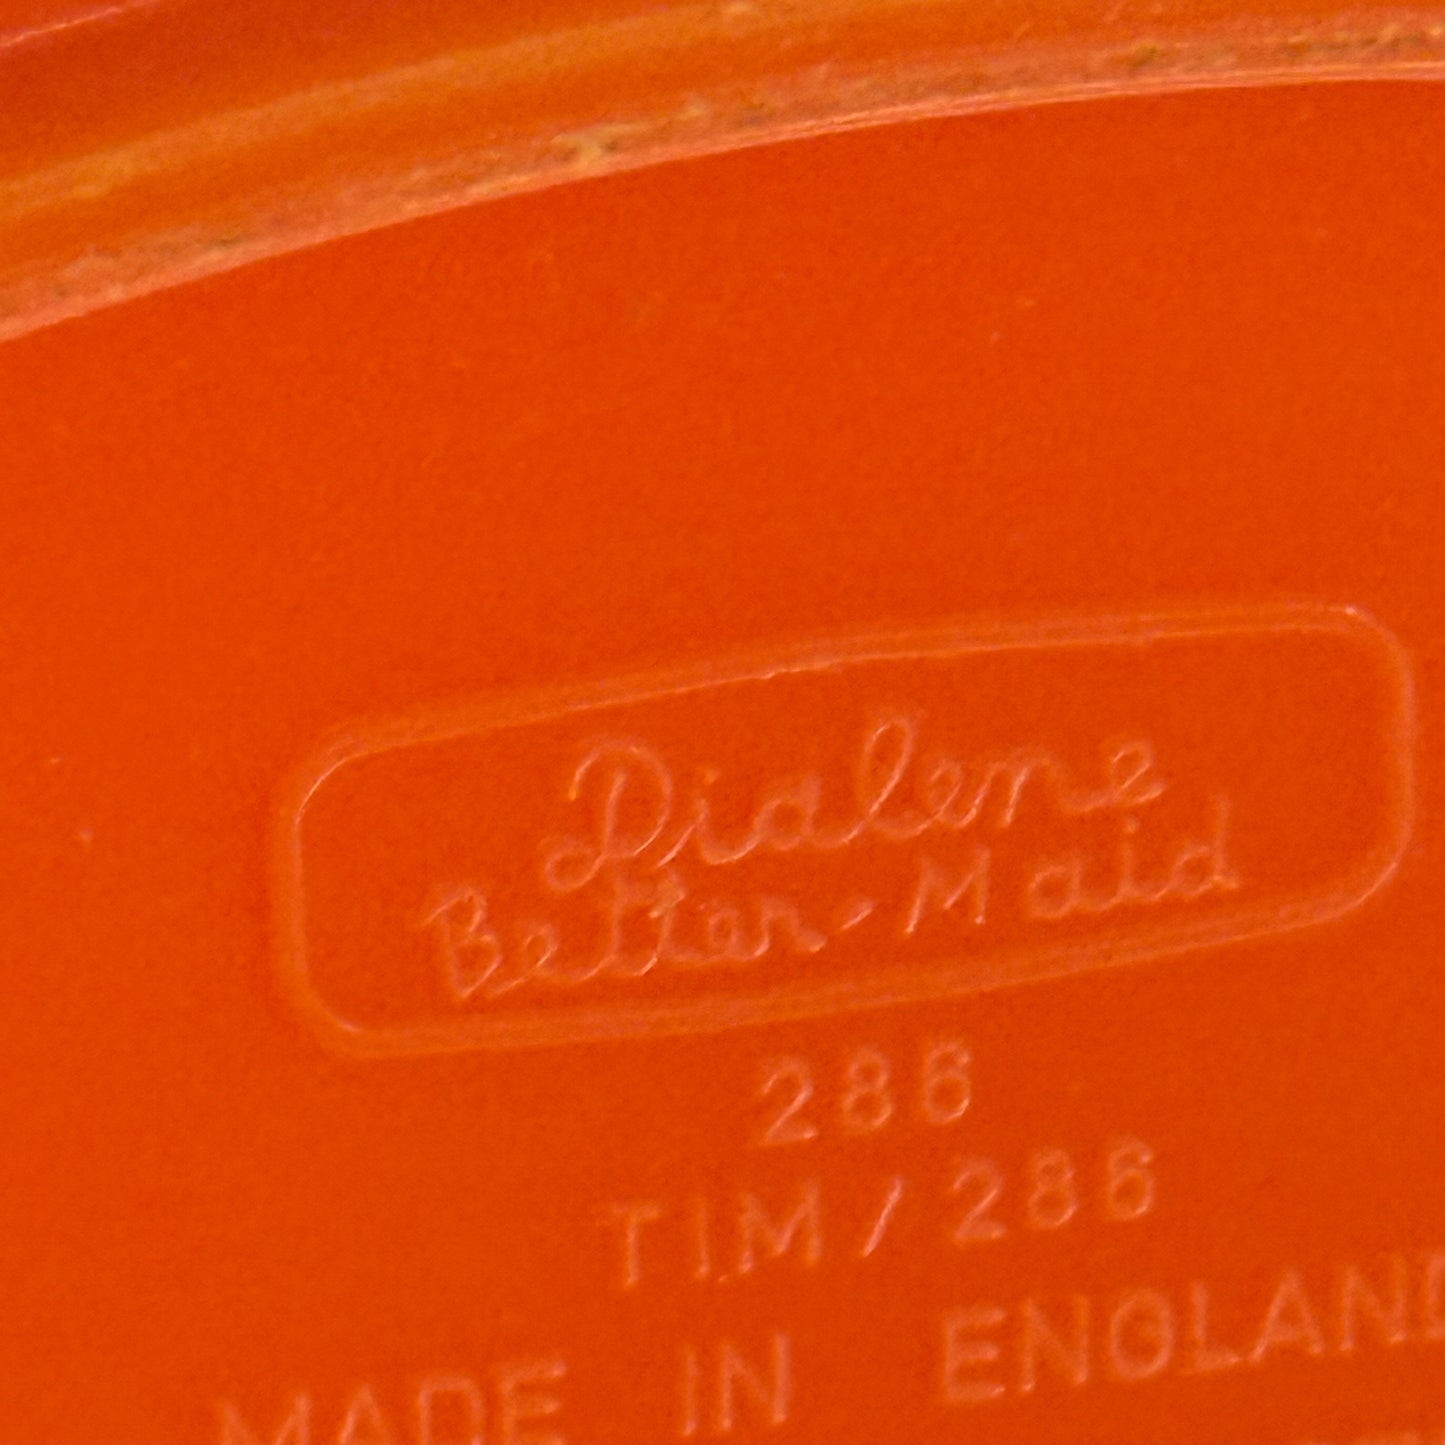 Dialene
Better-Maid
286
TIM/286
MADE IN ENGLAND